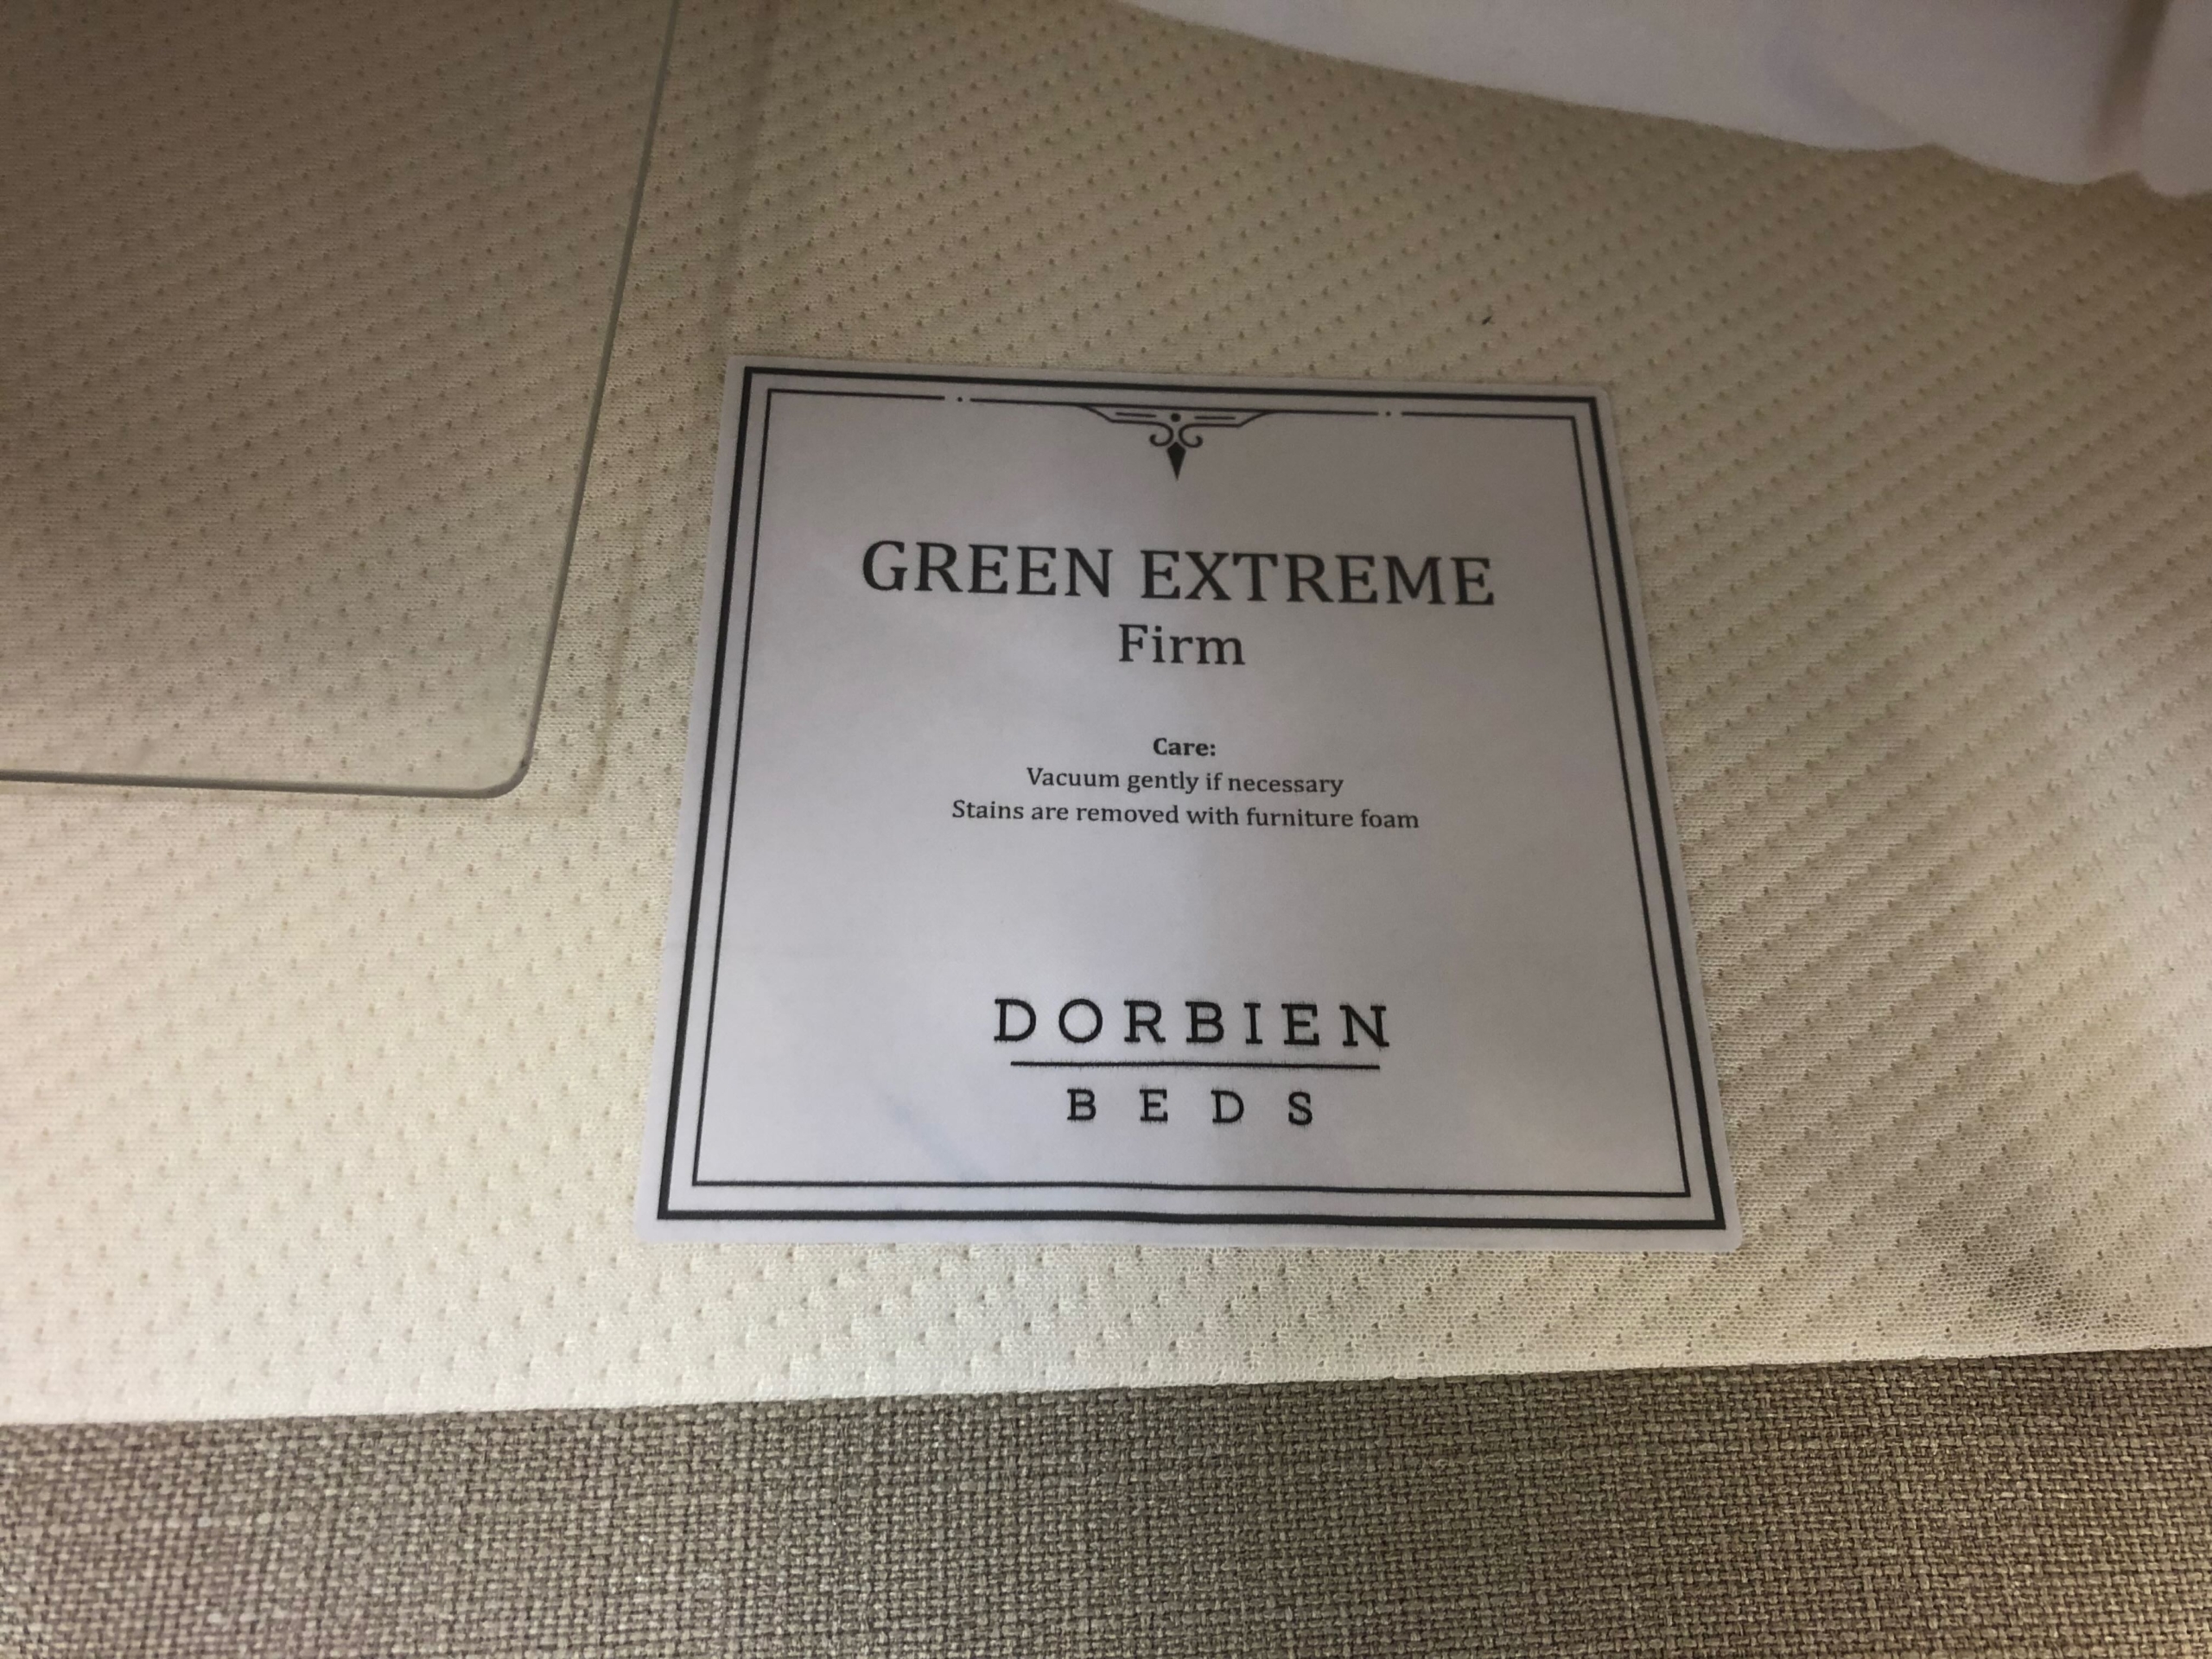 GREEN EXTREME
Firm
Care:
Vacuum gently if necessary
Stains are removed with furniture foam
DORBIEN
BEDS